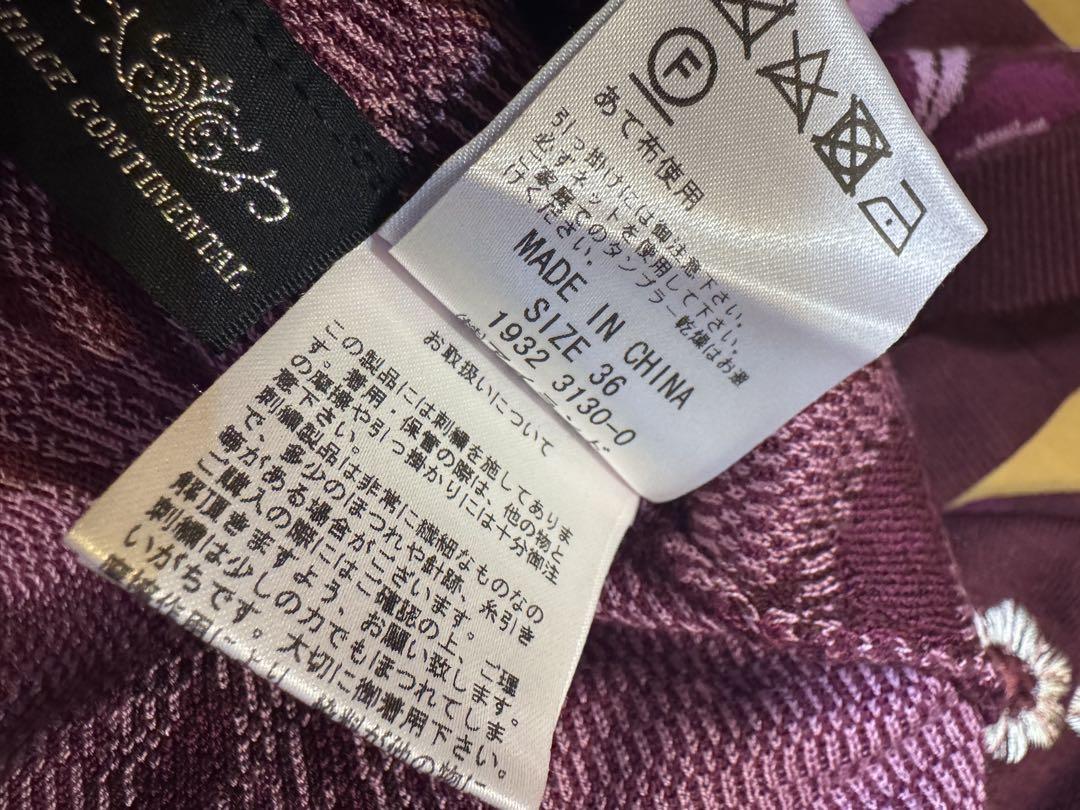 RACE CONTINENTAL
F
あて布使用
引っ掛けには御注意下さい。
必ずネットを使用して下さい。
ご家庭でのタンブラー乾燥はお避
けください。
MADE IN CHINA
SIZE 36
1932 3130-0
お取扱いについて
この製品には刺繍を施してありま
す。着用・保管の際は、他の物と
の摩擦や引っ掛かりには十分御注
意下さい。
刺繍製品は非常に繊細なものなの
で、多少のほつれや針跡、糸引き
等がある場合がございます。
ご購入の際にはご確認の上、ご理
解頂きますよう、お願い致します。
刺繍は少しの力でもほつれてしま
いがちです。大切に御着用下さい。